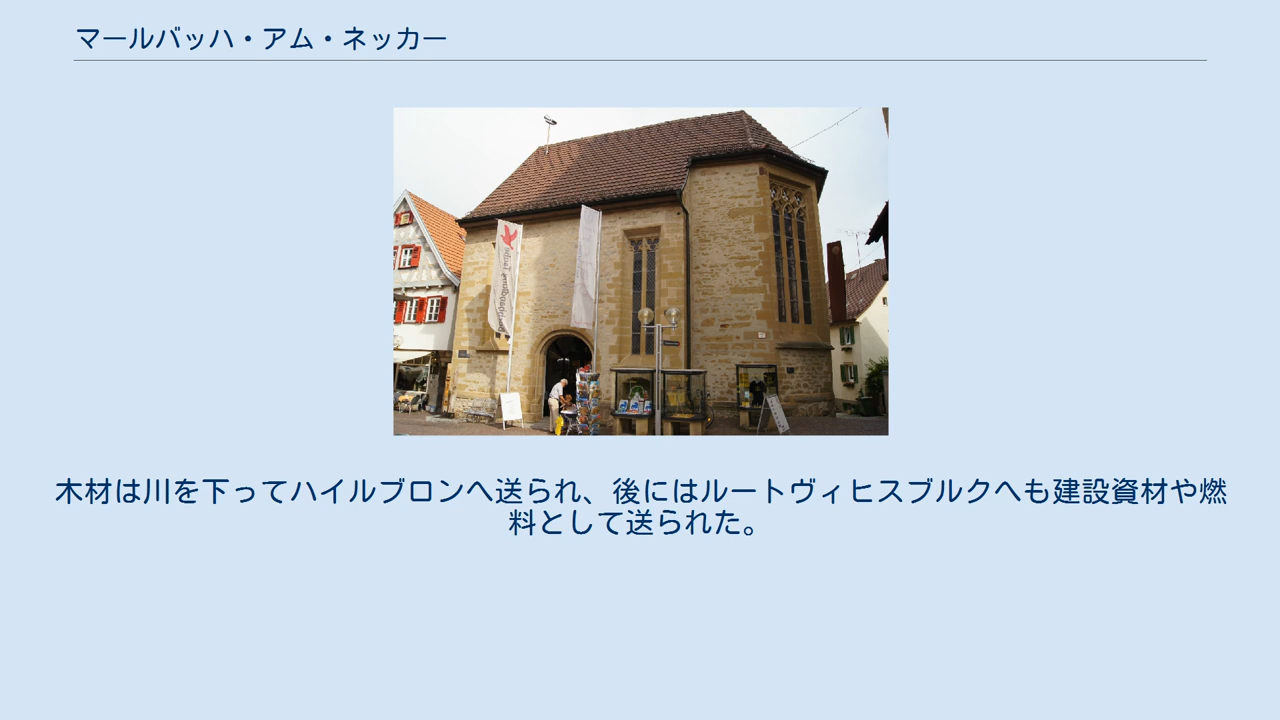 マールバッハ・アム・ネッカー
木材は川を下ってハイルブロンへ送られ、後にはルートヴィヒスブルクへも建設資材や燃
料として送られた。